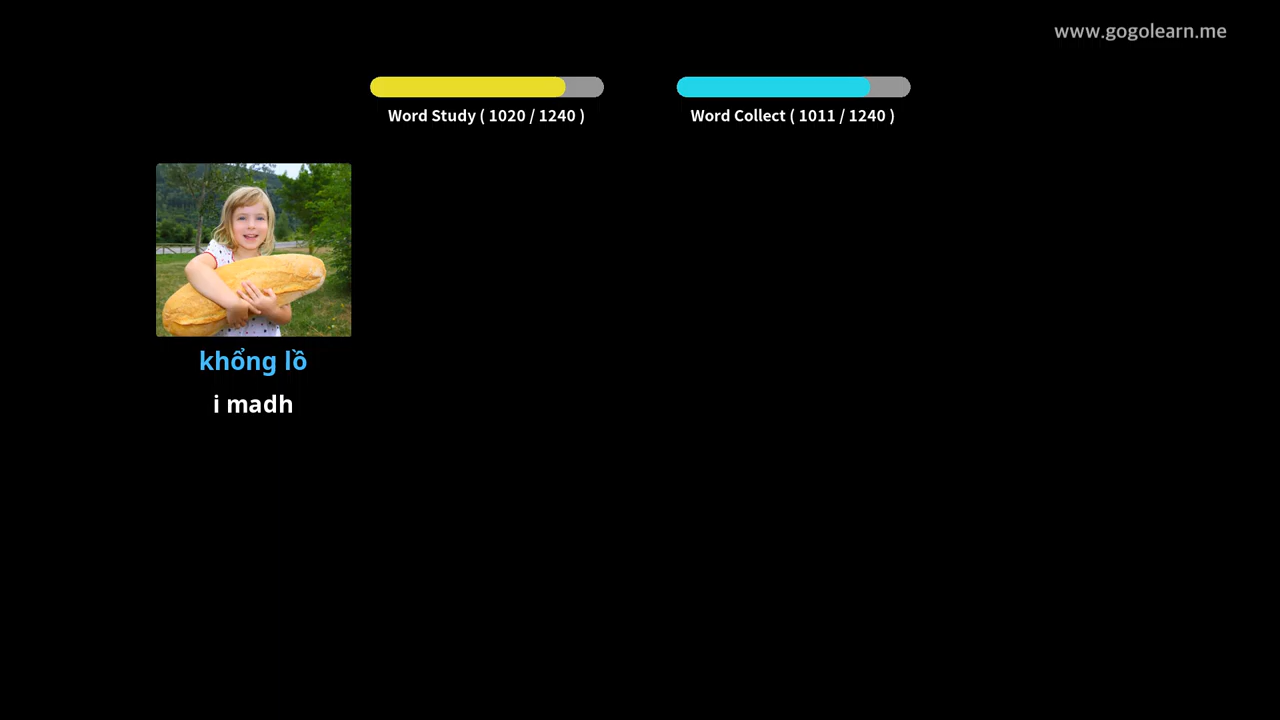 www.gogolearn.me
Word Study ( 1020 / 1240 )
Word Collect ( 1011 / 1240 )
khổng lồ
i madh